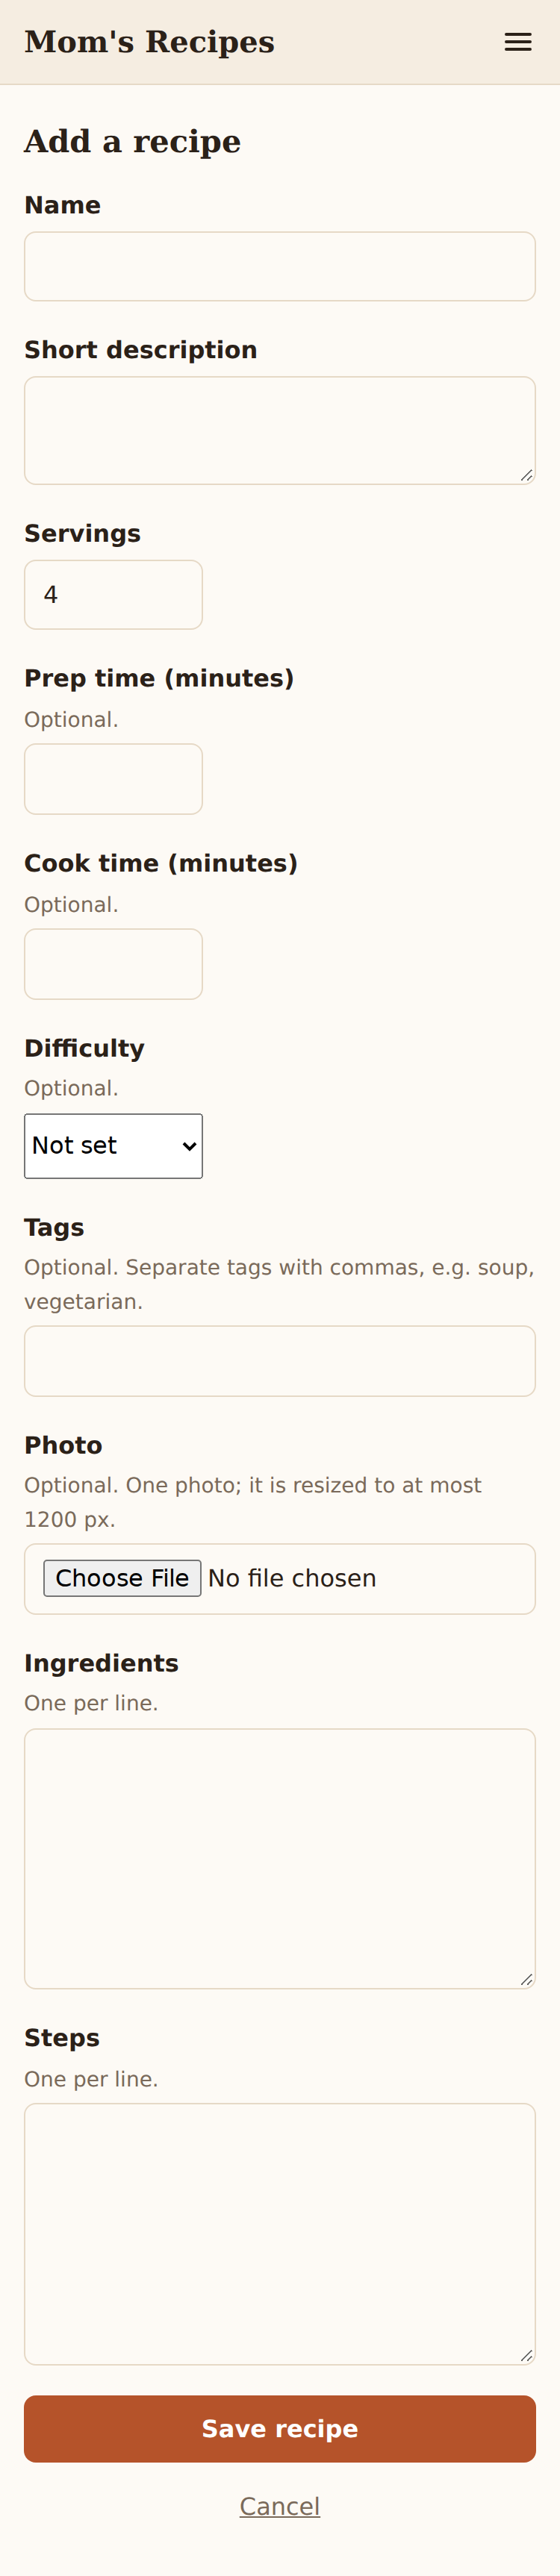 Mom's Recipes
Add a recipe
Name
Short description
Servings
4
Prep time (minutes)
Optional.
Cook time (minutes)
Optional.
Difficulty
Optional.
Not set
Tags
Optional. Separate tags with commas, e.g. soup,
vegetarian.
Photo
Optional. One photo; it is resized to at most
1200 px.
Choose File No file chosen
Ingredients
One per line.
Steps
One per line.
Save recipe
Cancel